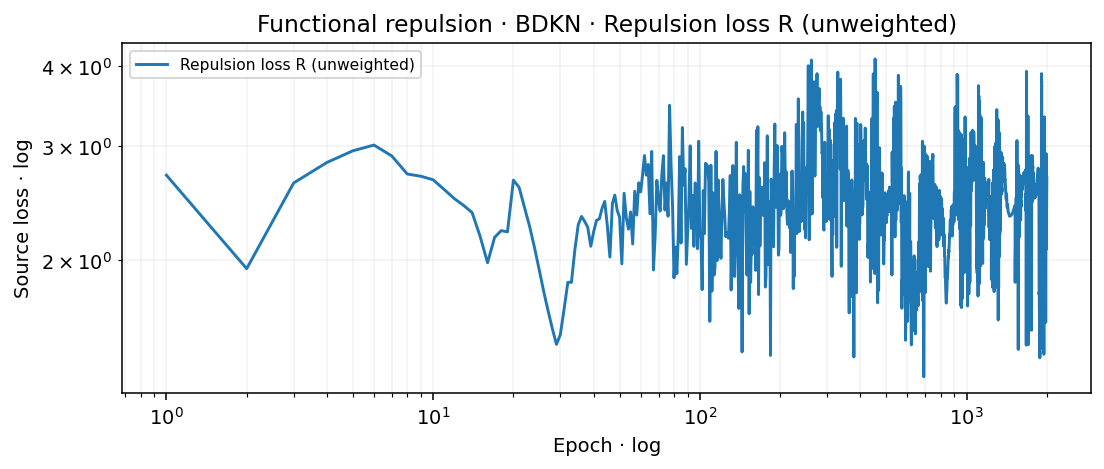 Functional repulsion · BDKN · Repulsion loss R (unweighted)
Repulsion loss R (unweighted)
Source loss · log
4 × 10⁰
3 × 10⁰
2 × 10⁰
10⁰ 10¹ 10² 10³
Epoch · log